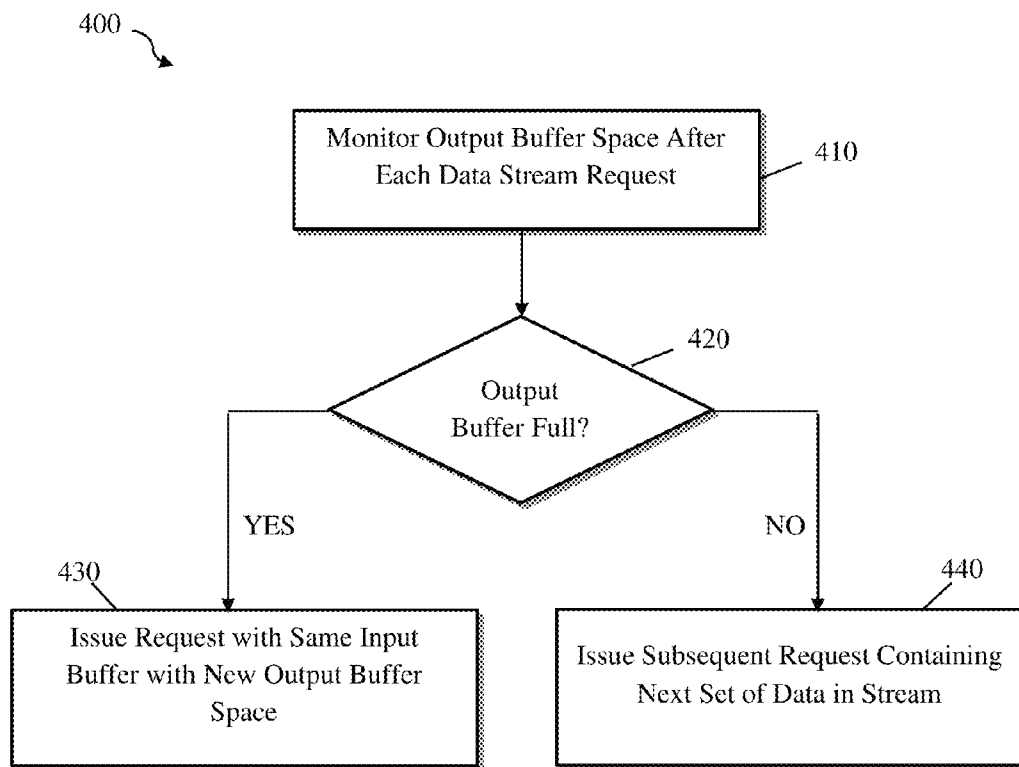 400
Monitor Output Buffer Space After
Each Data Stream Request
410
420
Output
Buffer Full?
YES
NO
430
440
Issue Request with Same Input
Buffer with New Output Buffer
Space
Issue Subsequent Request Containing
Next Set of Data in Stream